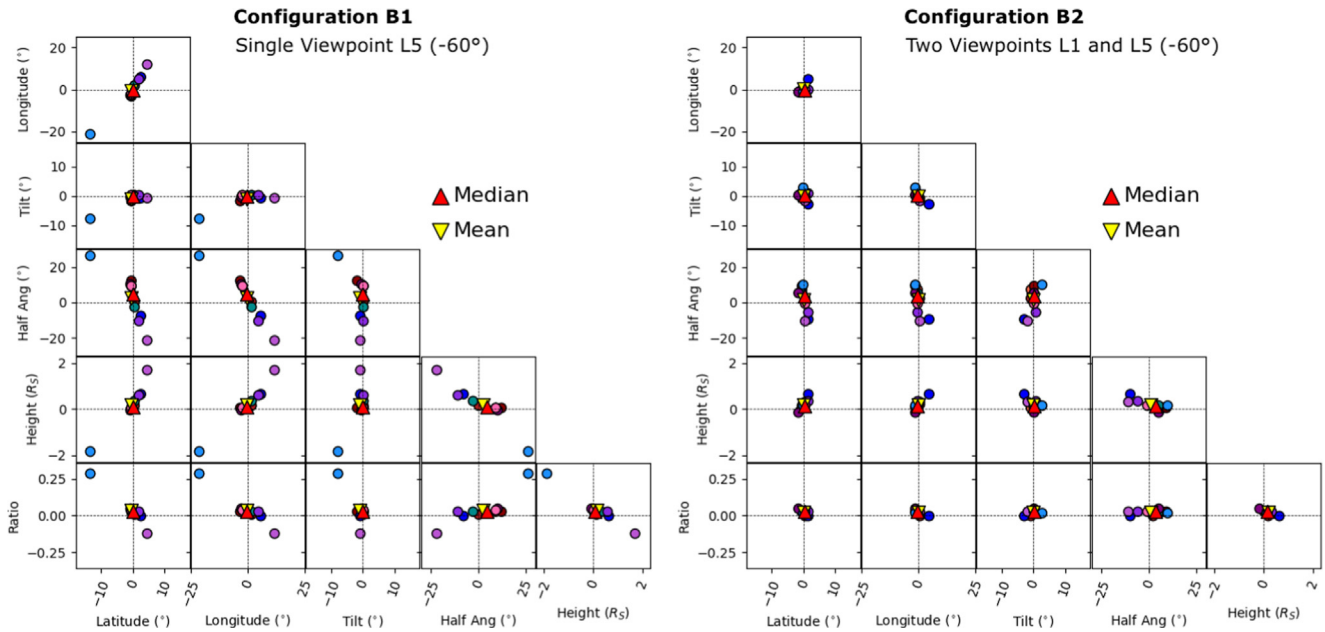 Configuration B1
Single Viewpoint L5 (-60°)
20
0
−20
Longitude (°)
10
0
−10
Tilt (°)
20
0
−20
Half Ang (°)
2
0
−2
Height (R_S)
0.25
0.00
−0.25
Ratio
Median
Mean
−10
0
10
Latitude (°)
−25
0
25
Longitude (°)
−10
0
10
Tilt (°)
−25
0
25
Half Ang (°)
−2
0
2
Height (R_S)
Configuration B2
Two Viewpoints L1 and L5 (-60°)
20
0
−20
Longitude (°)
10
0
−10
Tilt (°)
20
0
−20
Half Ang (°)
2
0
−2
Height (R_S)
0.25
0.00
−0.25
Ratio
Median
Mean
−10
0
10
Latitude (°)
−25
0
25
Longitude (°)
−10
0
10
Tilt (°)
−25
0
25
Half Ang (°)
−2
0
2
Height (R_S)